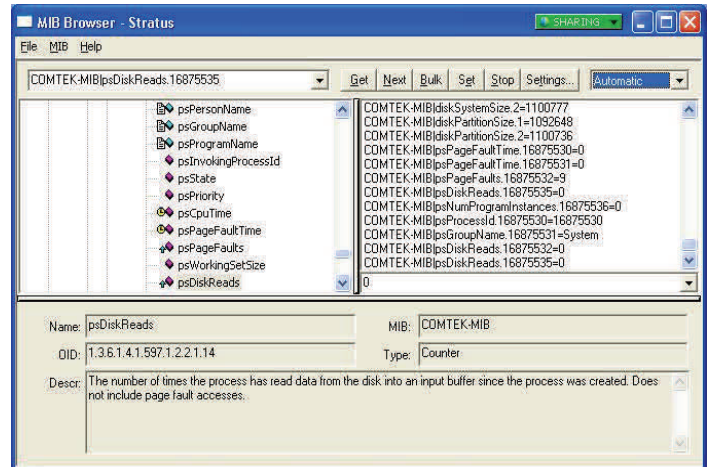 MIB Browser - Stratus
SHARING
File MIB Help
COMTEK-MIB|psDiskReads.16875535
Get Next Bulk Set Stop Settings... Automatic
psPersonName
psGroupName
psProgramName
psInvokingProcessId
psState
psPriority
psCpuTime
psPageFaultTime
psPageFaults
psWorkingSetSize
psDiskReads
COMTEK-MIB|diskSystemSize.2=1100777
COMTEK-MIB|diskPartitionSize.1=1092648
COMTEK-MIB|diskPartitionSize.2=1100736
COMTEK-MIB|psPageFaultTime.16875530=0
COMTEK-MIB|psPageFaultTime.16875531=0
COMTEK-MIB|psPageFaults.16875532=9
COMTEK-MIB|psDiskReads.16875535=0
COMTEK-MIB|psNumProgramInstances.16875536=0
COMTEK-MIB|psProcessId.16875530=16875530
COMTEK-MIB|psGroupName.16875531=System
COMTEK-MIB|psDiskReads.16875532=0
COMTEK-MIB|psDiskReads.16875535=0
0
Name: psDiskReads
MIB: COMTEK-MIB
OID: 1.3.6.1.4.1.597.1.2.2.1.14
Type: Counter
Descr: The number of times the process has read data from the disk into an input buffer since the process was created. Does
not include page fault accesses.